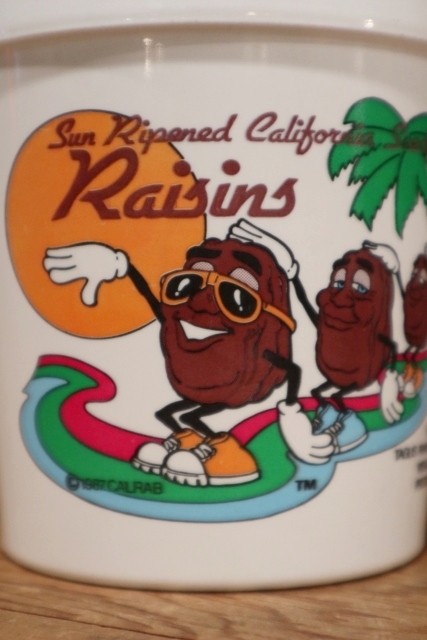 Sun Ripened California
Raisins
© 1987 CALRAB
TM